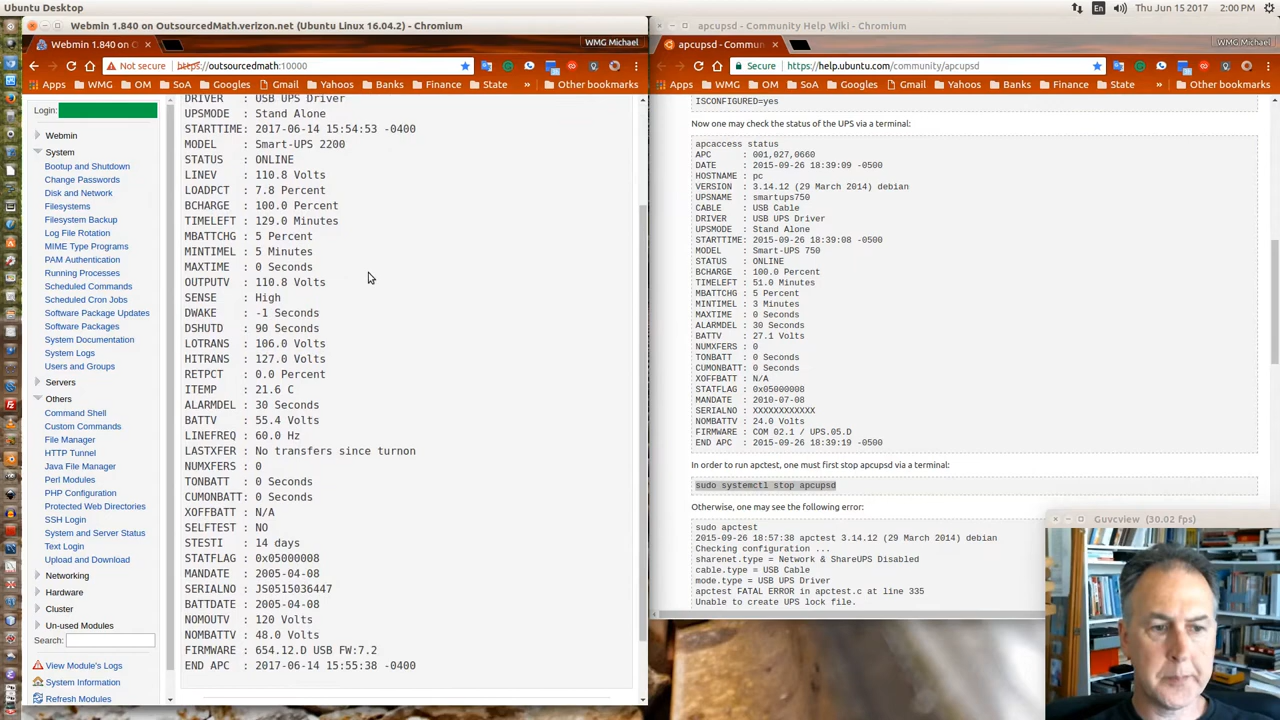 Ubuntu Desktop
En
Thu Jun 15 2017
2:00 PM
Webmin 1.840 on OutsourcedMath.verizon.net (Ubuntu Linux 16.04.2) - Chromium
Webmin 1.840 on O
WMG Michael
Not secure
https://outsourcedmath:10000
Apps
WMG
OM
SoA
Googles
Gmail
Yahoos
Banks
Finance
State
»
Other bookmarks
Login:
Webmin
System
Bootup and Shutdown
Change Passwords
Disk and Network
Filesystems
Filesystem Backup
Log File Rotation
MIME Type Programs
PAM Authentication
Running Processes
Scheduled Commands
Scheduled Cron Jobs
Software Package Updates
Software Packages
System Documentation
System Logs
Users and Groups
Servers
Others
Command Shell
Custom Commands
File Manager
HTTP Tunnel
Java File Manager
Perl Modules
PHP Configuration
Protected Web Directories
SSH Login
System and Server Status
Text Login
Upload and Download
Networking
Hardware
Cluster
Un-used Modules
Search:
View Module's Logs
System Information
Refresh Modules
DRIVER : USB UPS Driver
UPSMODE : Stand Alone
STARTTIME: 2017-06-14 15:54:53 -0400
MODEL : Smart-UPS 2200
STATUS : ONLINE
LINEV : 110.8 Volts
LOADPCT : 7.8 Percent
BCHARGE : 100.0 Percent
TIMELEFT : 129.0 Minutes
MBATTCHG : 5 Percent
MINTIMEL : 5 Minutes
MAXTIME : 0 Seconds
OUTPUTV : 110.8 Volts
SENSE : High
DWAKE : -1 Seconds
DSHUTD : 90 Seconds
LOTRANS : 106.0 Volts
HITRANS : 127.0 Volts
RETPCT : 0.0 Percent
ITEMP : 21.6 C
ALARMDEL : 30 Seconds
BATTV : 55.4 Volts
LINEFREQ : 60.0 Hz
LASTXFER : No transfers since turnon
NUMXFERS : 0
TONBATT : 0 Seconds
CUMONBATT: 0 Seconds
XOFFBATT : N/A
SELFTEST : NO
STESTI : 14 days
STATFLAG : 0x05000008
MANDATE : 2005-04-08
SERIALNO : JS0515036447
BATTDATE : 2005-04-08
NOMOUTV : 120 Volts
NOMBATTV : 48.0 Volts
FIRMWARE : 654.12.D USB FW:7.2
END APC : 2017-06-14 15:55:38 -0400
apcupsd - Community Help Wiki - Chromium
apcupsd - Commun
WMG Michael
Secure
https://help.ubuntu.com/community/apcupsd
Apps
WMG
OM
SoA
Googles
Gmail
Yahoos
Banks
Finance
State
»
Other bookmarks
ISCONFIGURED=yes
Now one may check the status of the UPS via a terminal:
apcaccess status
APC : 001,027,0660
DATE : 2015-09-26 18:39:09 -0500
HOSTNAME : pc
VERSION : 3.14.12 (29 March 2014) debian
UPSNAME : smartups750
CABLE : USB Cable
DRIVER : USB UPS Driver
UPSMODE : Stand Alone
STARTTIME: 2015-09-26 18:39:08 -0500
MODEL : Smart-UPS 750
STATUS : ONLINE
BCHARGE : 100.0 Percent
TIMELEFT : 51.0 Minutes
MBATTCHG : 5 Percent
MINTIMEL : 3 Minutes
MAXTIME : 0 Seconds
ALARMDEL : 30 Seconds
BATTV : 27.1 Volts
NUMXFERS : 0
TONBATT : 0 Seconds
CUMONBATT: 0 Seconds
XOFFBATT : N/A
STATFLAG : 0x05000008
MANDATE : 2010-07-08
SERIALNO : XXXXXXXXXXXX
NOMBATTV : 24.0 Volts
FIRMWARE : COM 02.1 / UPS.05.D
END APC : 2015-09-26 18:39:19 -0500
In order to run apctest, one must first stop apcupsd via a terminal:
sudo systemctl stop apcupsd
Otherwise, one may see the following error:
sudo apctest
2015-09-26 18:57:38 apctest 3.14.12 (29 March 2014) debian
Checking configuration ...
sharenet.type = Network & ShareUPS Disabled
cable.type = USB Cable
mode.type = USB UPS Driver
apctest FATAL ERROR in apctest.c at line 335
Unable to create UPS lock file.
Guvcview (30.02 fps)